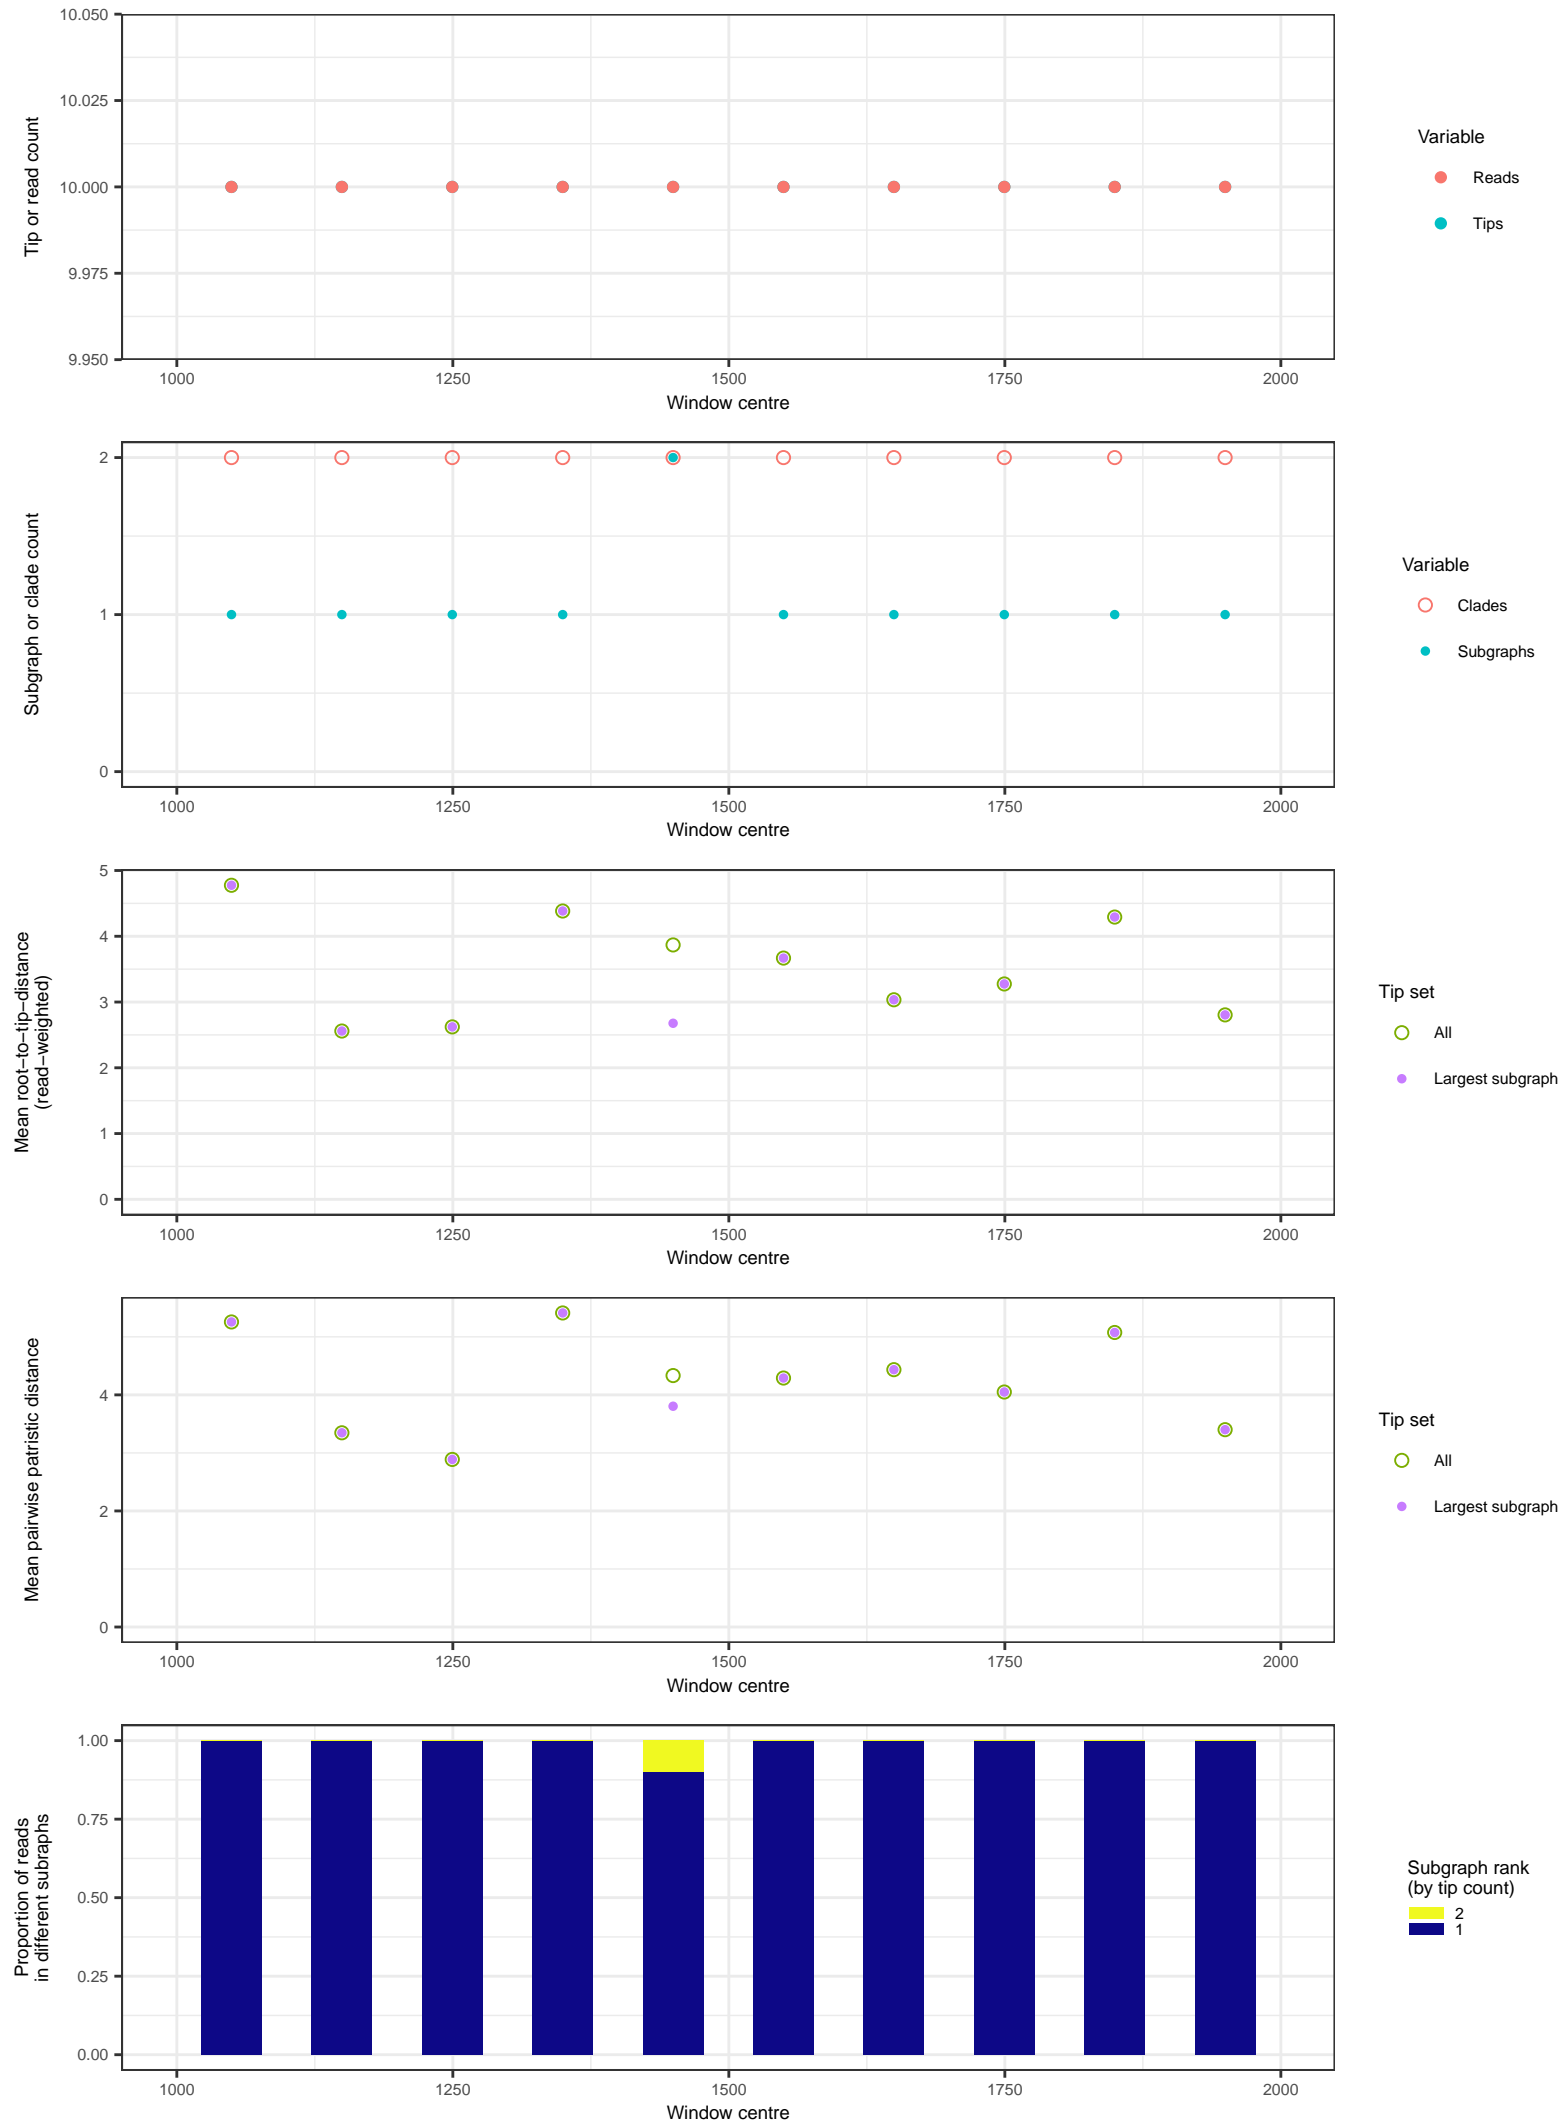 10.050
10.025
10.000
9.975
9.950
Tip or read count
1000 1250 1500 1750 2000
Window centre
Variable
Reads
Tips
2
1
0
Subgraph or clade count
1000 1250 1500 1750 2000
Window centre
Variable
Clades
Subgraphs
5
4
3
2
1
0
Mean root−to−tip−distance
(read−weighted)
1000 1250 1500 1750 2000
Window centre
Tip set
All
Largest subgraph
4
2
0
Mean pairwise patristic distance
1000 1250 1500 1750 2000
Window centre
Tip set
All
Largest subgraph
1.00
0.75
0.50
0.25
0.00
Proportion of reads
in different subraphs
1000 1250 1500 1750 2000
Window centre
Subgraph rank
(by tip count)
2
1